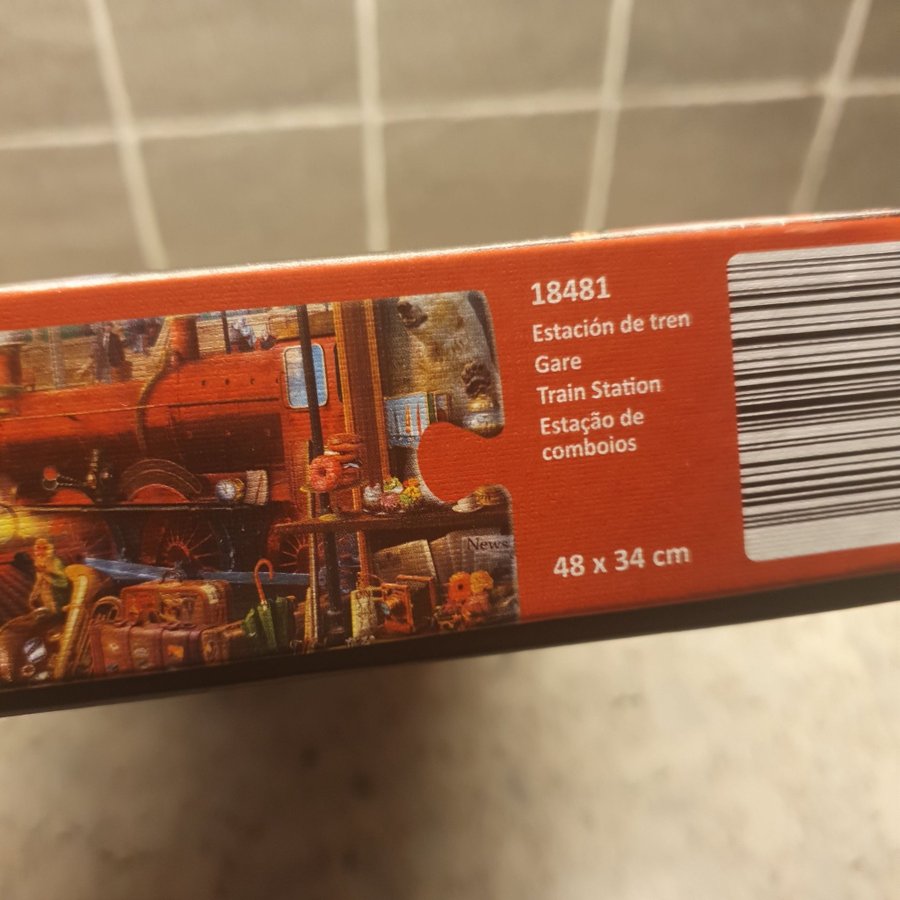 18481
Estación de tren
Gare
Train Station
Estação de
comboios
News
48 x 34 cm